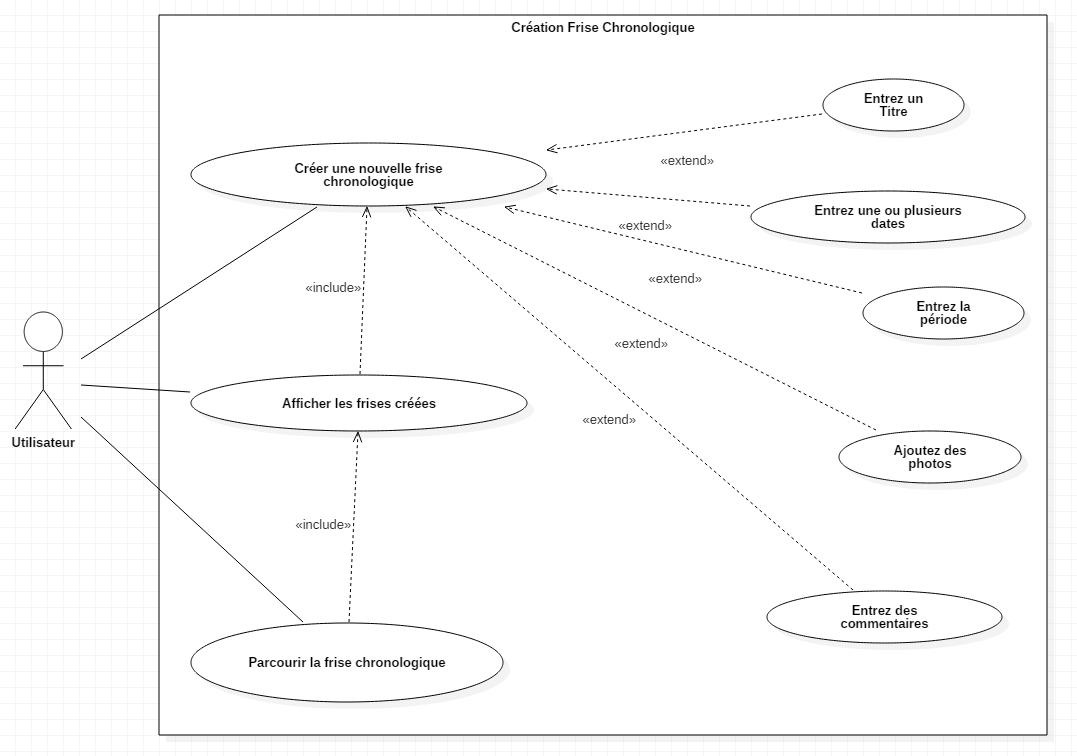 Création Frise Chronologique
Entrez un
Titre
«extend»
Créer une nouvelle frise
chronologique
Entrez une ou plusieurs
dates
«extend»
«extend»
«include»
Entrez la
période
«extend»
Afficher les frises créées
«extend»
Utilisateur
Ajoutez des
photos
«include»
Entrez des
commentaires
Parcourir la frise chronologique